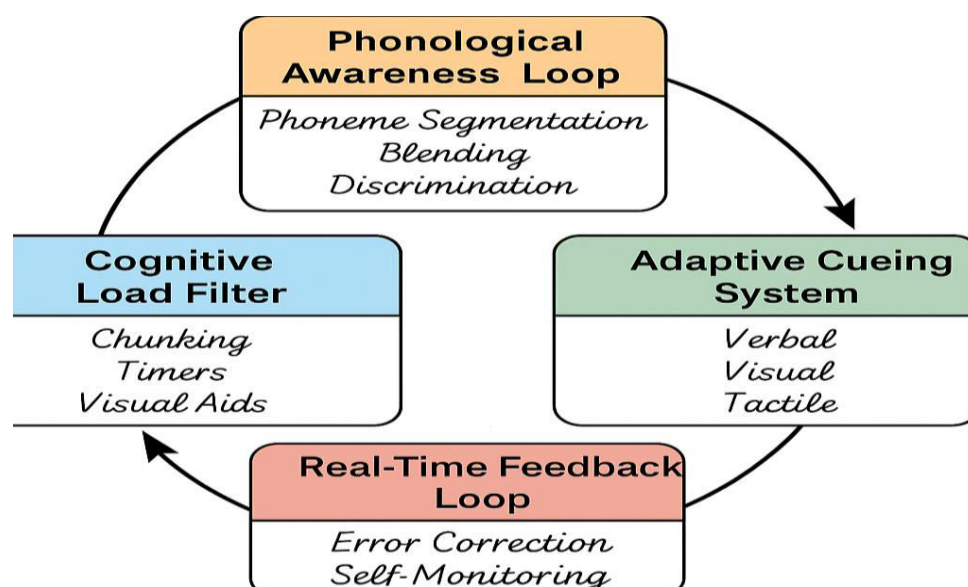 Phonological
Awareness Loop
Phoneme Segmentation
Blending
Discrimination
Adaptive Cueing
System
Verbal
Visual
Tactile
Real-Time Feedback
Loop
Error Correction
Self-Monitoring
Cognitive
Load Filter
Chunking
Timers
Visual Aids